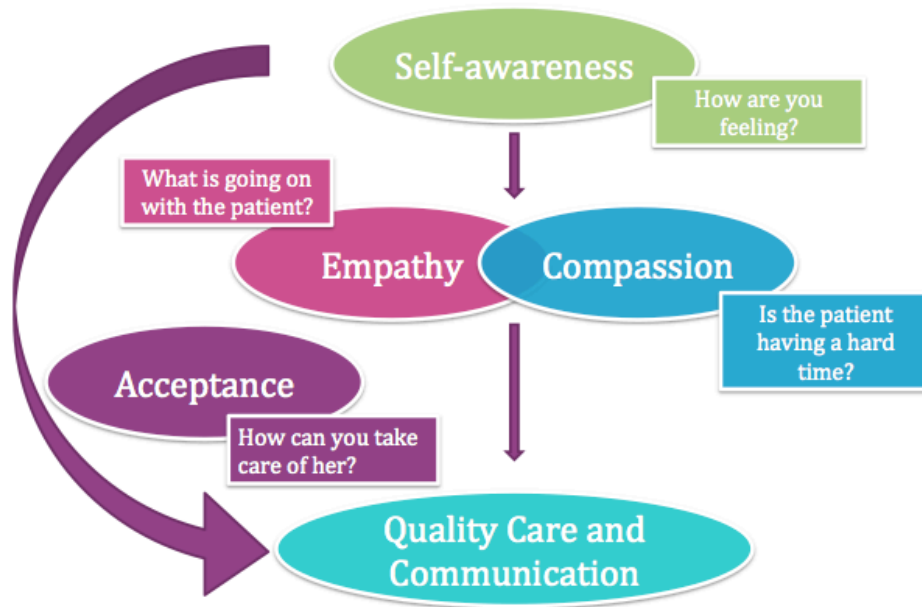 Self-awareness
How are you
feeling?
What is going on
with the patient?
Empathy
Compassion
Is the patient
having a hard
time?
Acceptance
How can you take
care of her?
Quality Care and
Communication